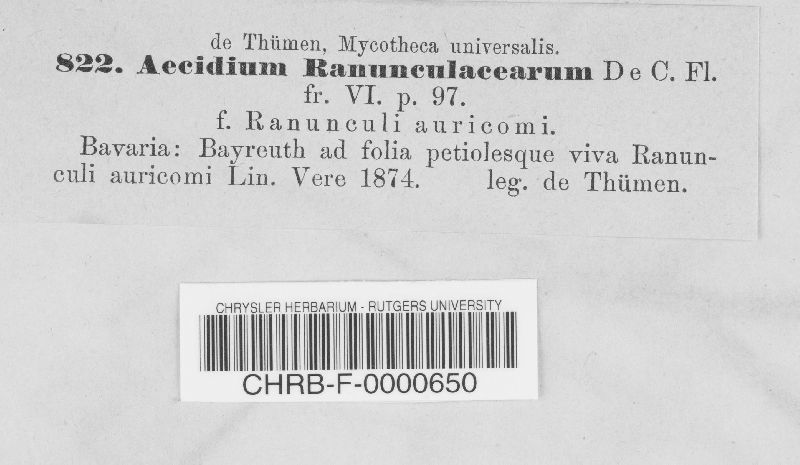 de Thümen, Mycotheca universalis.
822. Aecidium Ranunculacearum De C. Fl.
fr. VI. p. 97.
f. Ranunculi auricomi.
Bavaria: Bayreuth ad folia petiolesque viva Ranun-
culi auricomi Lin. Vere 1874. leg. de Thümen.
CHRYSLER HERBARIUM - RUTGERS UNIVERSITY
CHRB-F-0000650